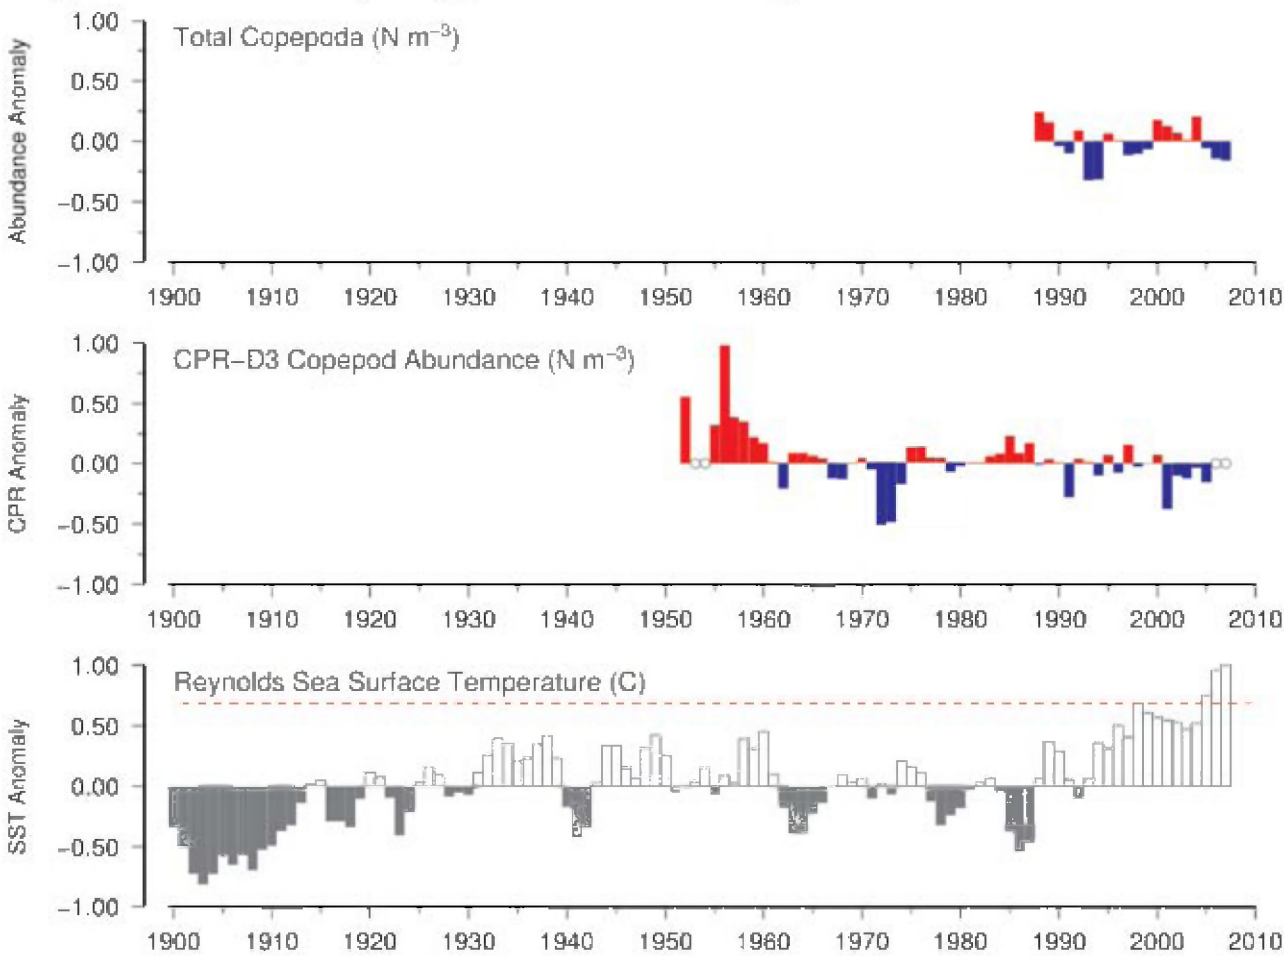 1.00
Total Copepoda (N m⁻³)
0.50
0.00
−0.50
−1.00
Abundance Anomaly
1900 1910 1920 1930 1940 1950 1960 1970 1980 1990 2000 2010
1.00
CPR−D3 Copepod Abundance (N m⁻³)
0.50
0.00
−0.50
−1.00
CPR Anomaly
1900 1910 1920 1930 1940 1950 1960 1970 1980 1990 2000 2010
1.00
Reynolds Sea Surface Temperature (C)
0.50
0.00
−0.50
−1.00
SST Anomaly
1900 1910 1920 1930 1940 1950 1960 1970 1980 1990 2000 2010